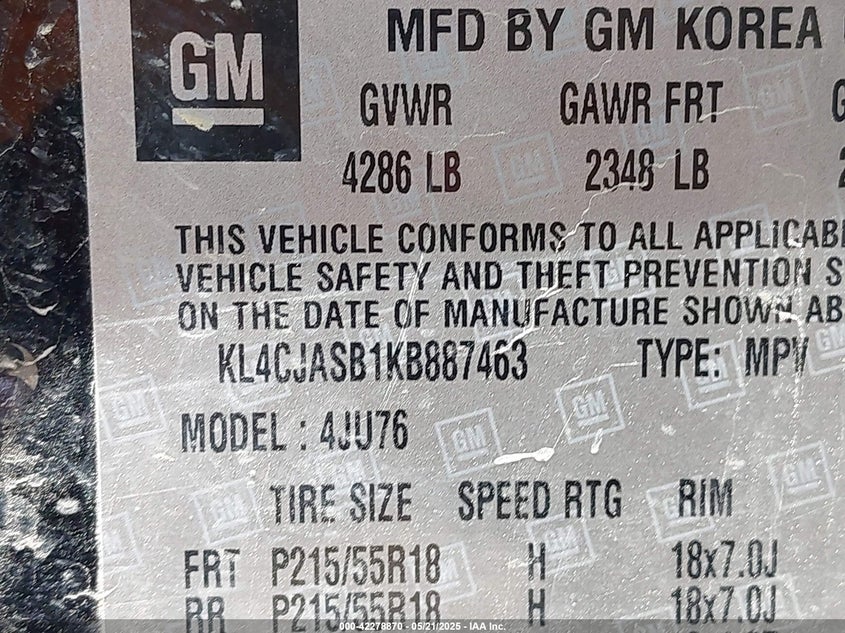 GM
MFD BY GM KOREA
GVWR GAWR FRT
4286 LB 2348 LB
THIS VEHICLE CONFORMS TO ALL
VEHICLE SAFETY AND THEFT PREVENTION
ON THE DATE OF MANUFACTURE SHOWN
KL4CJASB1KB887463 TYPE: MPV
MODEL : 4JU76
TIRE SIZE SPEED RTG RIM
FRT P215/55R18 H 18x7.0J
RR P215/55R18 H 18x7.0J
000-42278870 - 05/21/2025 - IAA Inc.